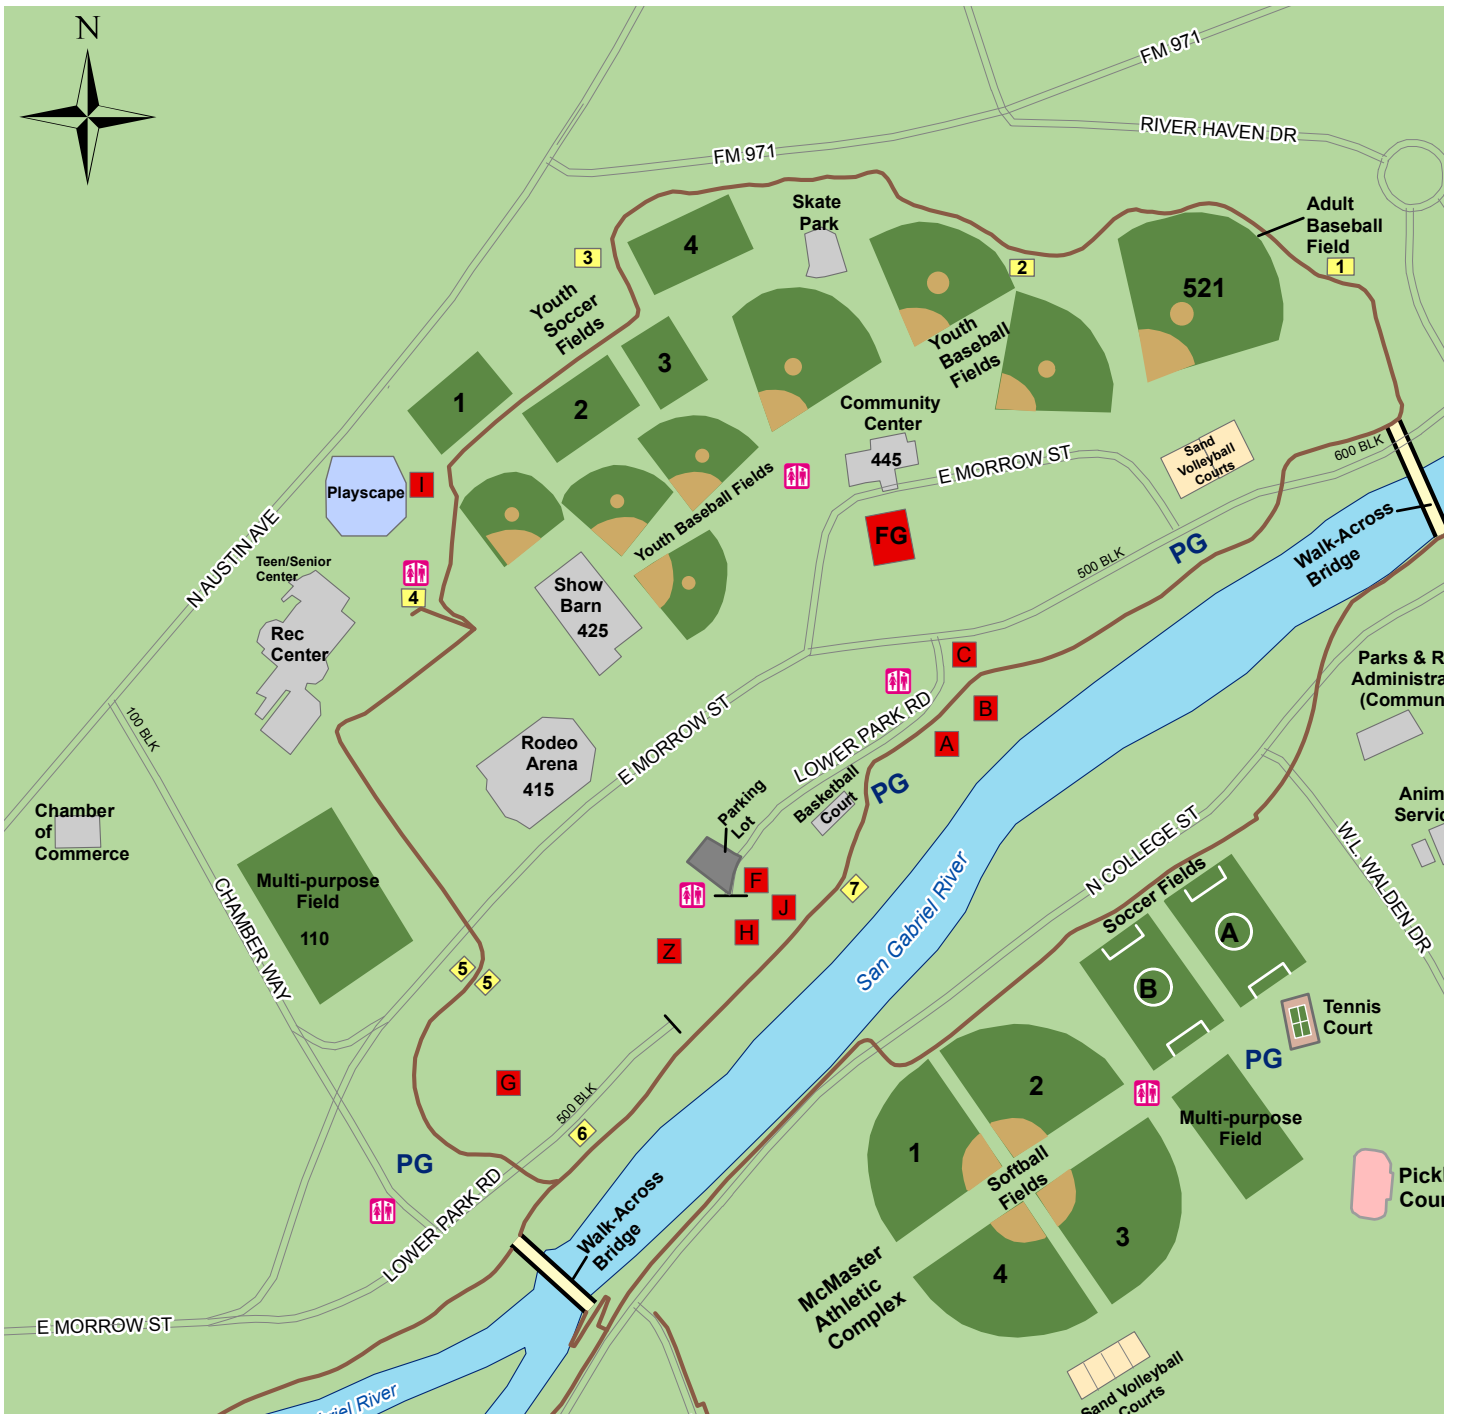 N
FM 971
RIVER HAVEN DR
FM 971
Skate
Park
Adult
Baseball
Field
1
2
3
4
521
Youth
Soccer
Fields
Youth
Baseball
Fields
3
1
2
Community
Center
445
E MORROW ST
Sand
Volleyball
Courts
600 BLK
Playscape
I
Youth Baseball Fields
FG
PG
500 BLK
Walk-Across
Bridge
N AUSTIN AVE
Teen/Senior
Center
4
Show
Barn
425
Rec
Center
C
B
A
Parks & R
Administra
(Commun
100 BLK
E MORROW ST
LOWER PARK RD
Rodeo
Arena
415
Basketball
Court
PG
Parking
Lot
Anim
Servic
Chamber
of
Commerce
N COLLEGE ST
W.L. WALDEN DR
Multi-purpose
Field
110
CHAMBER WAY
F
J
H
Z
7
San Gabriel River
Soccer Fields
A
B
5
5
Tennis
Court
PG
G
500 BLK
6
2
1
Softball
Fields
3
4
Multi-purpose
Field
PG
Pickl
Cour
LOWER PARK RD
Walk-Across
Bridge
McMaster
Athletic
Complex
E MORROW ST
Sand Volleyball
Courts
riel River